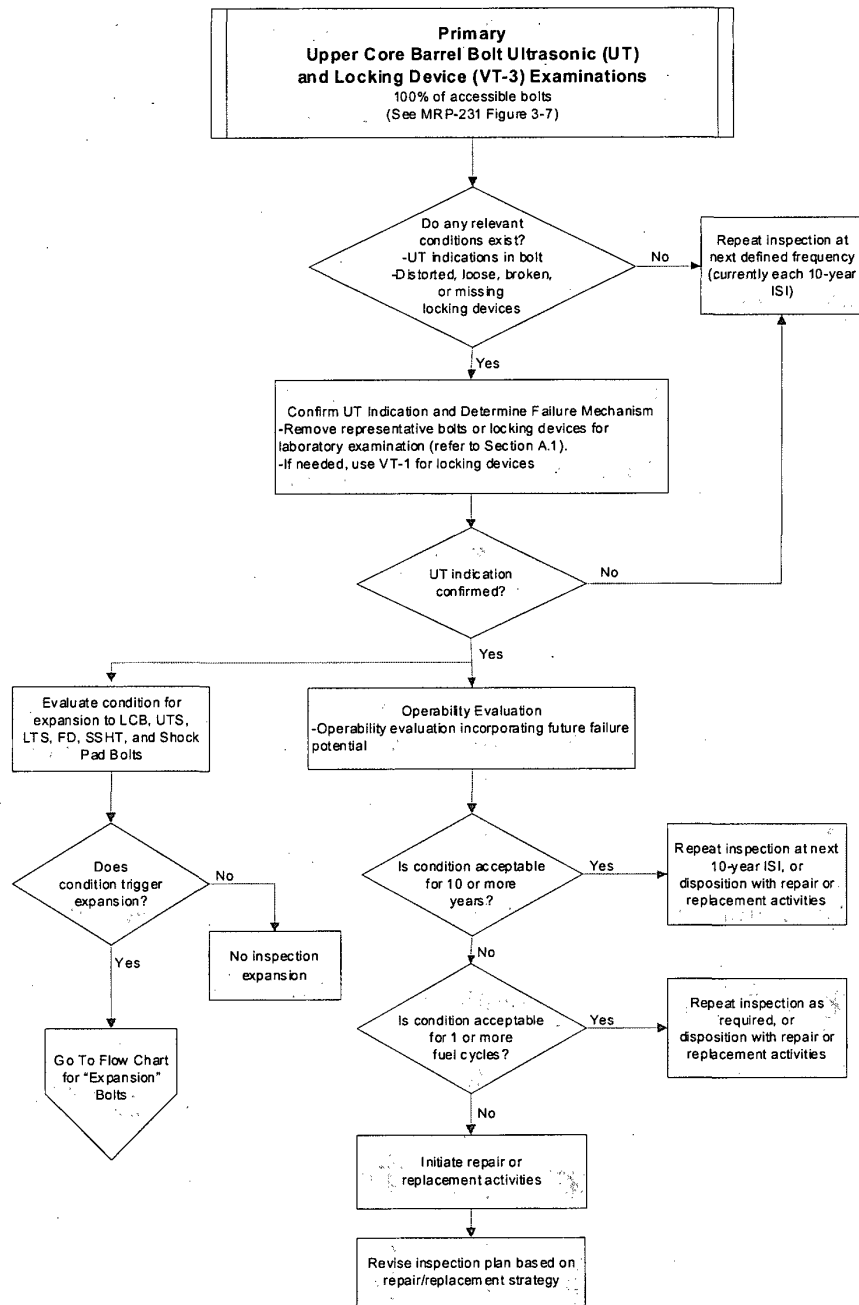 Primary
Upper Core Barrel Bolt Ultrasonic (UT)
and Locking Device (VT-3) Examinations
100% of accessible bolts
(See MRP-231 Figure 3-7)
Do any relevant
conditions exist?
-UT indications in bolt
-Distorted, loose, broken,
or missing
locking devices
No
Repeat inspection at
next defined frequency
(currently each 10-year
ISI)
Yes
Confirm UT Indication and Determine Failure Mechanism
-Remove representative bolts or locking devices for
laboratory examination (refer to Section A.1).
-If needed, use VT-1 for locking devices
UT indication
confirmed?
No
Yes
Evaluate condition for
expansion to LCB, UTS,
LTS, FD, SSHT, and Shock
Pad Bolts
Operability Evaluation
-Operability evaluation incorporating future failure
potential
Does
condition trigger
expansion?
No
Is condition acceptable
for 10 or more
years?
Yes
Repeat inspection at next
10-year ISI, or
disposition with repair or
replacement activities
No inspection
expansion
Yes
No
Go To Flow Chart
for "Expansion"
Bolts
Is condition acceptable
for 1 or more
fuel cycles?
Yes
Repeat inspection as
required, or
disposition with repair or
replacement activities
No
Initiate repair or
replacement activities
Revise inspection plan based on
repair/replacement strategy